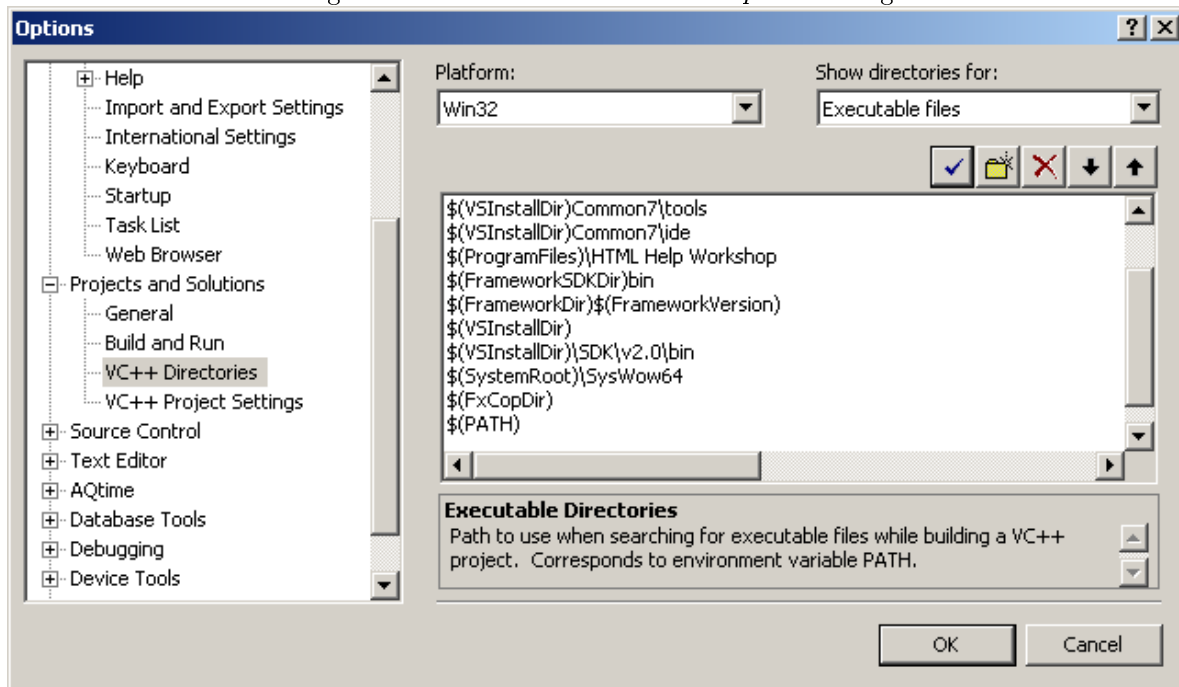 Options
Help
Import and Export Settings
International Settings
Keyboard
Startup
Task List
Web Browser
Projects and Solutions
General
Build and Run
VC++ Directories
VC++ Project Settings
Source Control
Text Editor
AQtime
Database Tools
Debugging
Device Tools
Platform:
Win32
Show directories for:
Executable files
$(VSInstallDir)Common7\tools
$(VSInstallDir)Common7\ide
$(ProgramFiles)\HTML Help Workshop
$(FrameworkSDKDir)bin
$(FrameworkDir)$(FrameworkVersion)
$(VSInstallDir)
$(VSInstallDir)\SDK\v2.0\bin
$(SystemRoot)\SysWow64
$(FxCopDir)
$(PATH)
Executable Directories
Path to use when searching for executable files while building a VC++
project.  Corresponds to environment variable PATH.
OK
Cancel